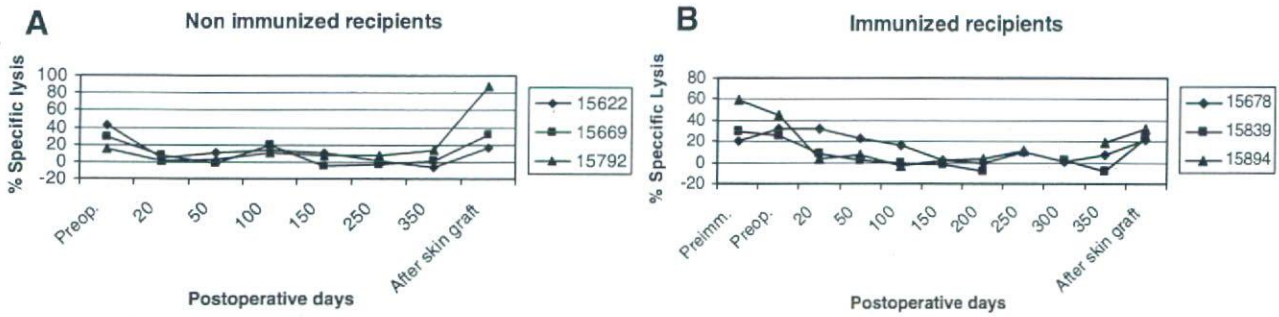 A
Non immunized recipients
% Specific lysis
100
80
60
40
20
0
-20
Preop.
20
50
100
150
250
350
After skin graft
Postoperative days
15622
15669
15792
B
Immunized recipients
% Specific Lysis
80
60
40
20
0
-20
Preimm.
Preop.
20
50
100
150
200
250
300
350
After skin graft
Postoperative days
15678
15839
15894